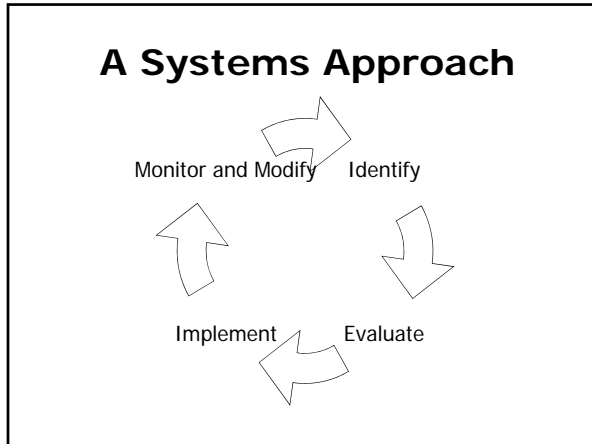 A Systems Approach
Monitor and Modify Identify
Implement Evaluate